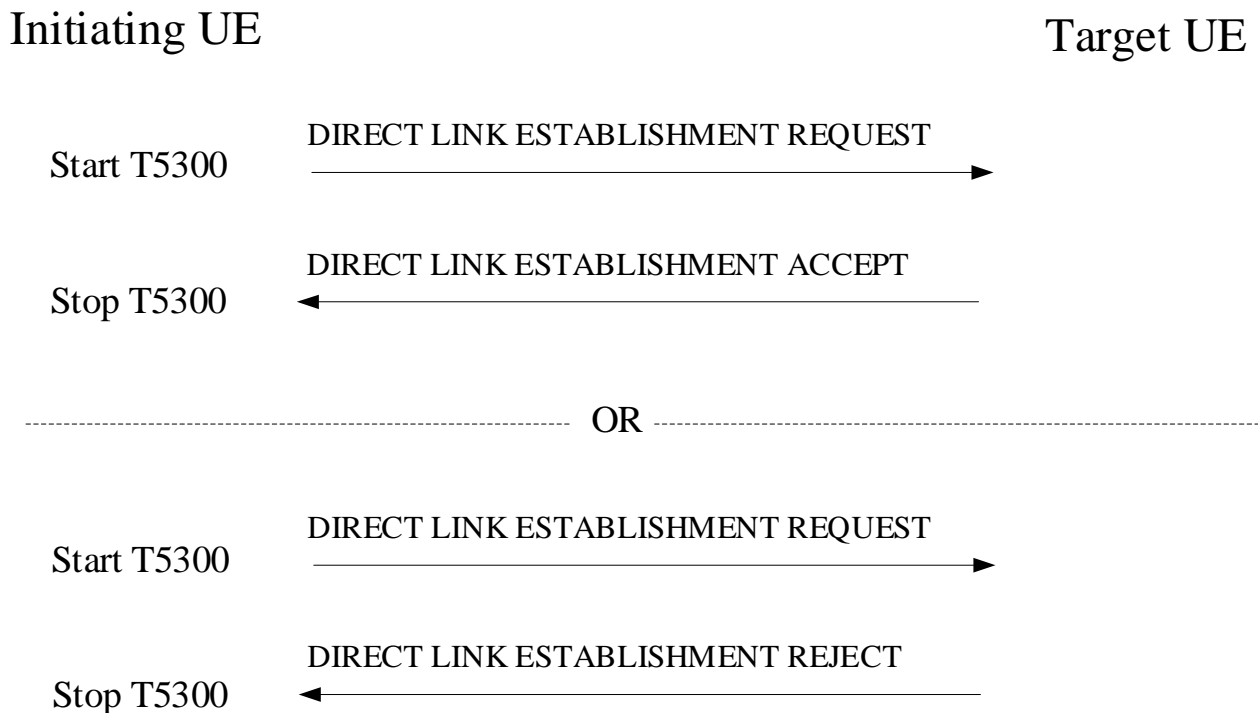 Initiating UE
Target UE
DIRECT LINK ESTABLISHMENT REQUEST
Start T5300
DIRECT LINK ESTABLISHMENT ACCEPT
Stop T5300
OR
DIRECT LINK ESTABLISHMENT REQUEST
Start T5300
DIRECT LINK ESTABLISHMENT REJECT
Stop T5300